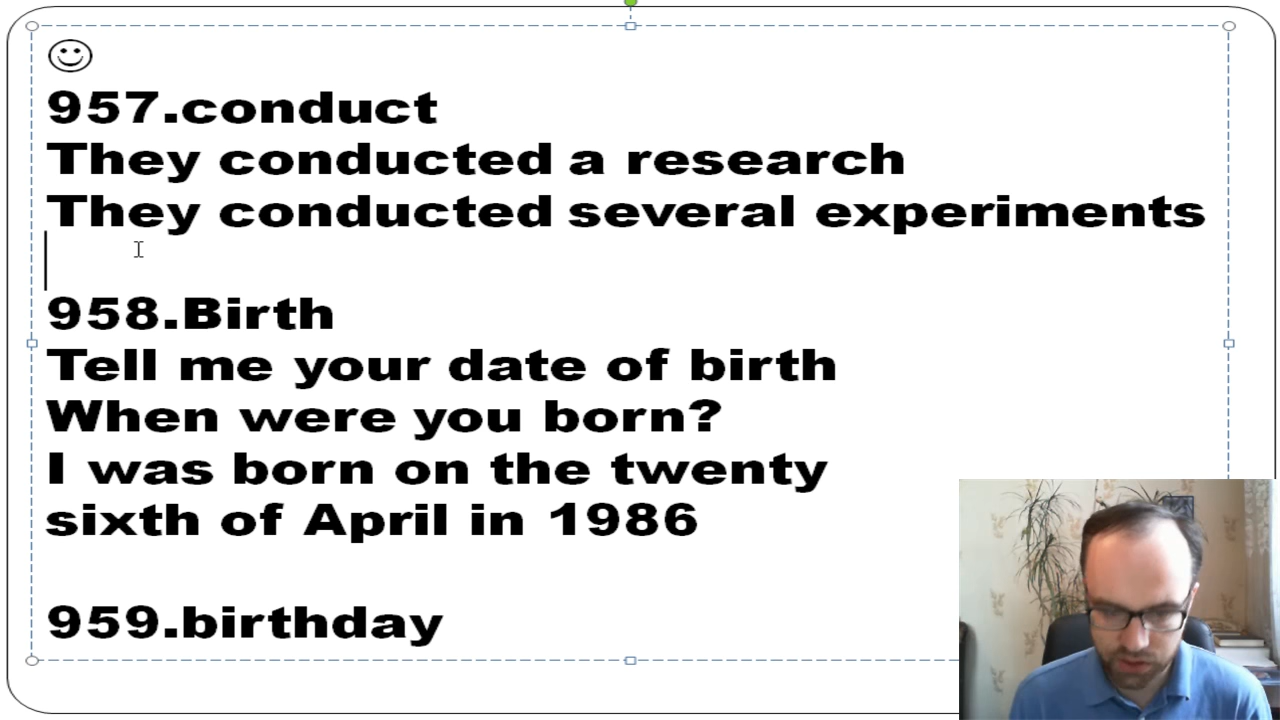 957.conduct
They conducted a research
They conducted several experiments
958.Birth
Tell me your date of birth
When were you born?
I was born on the twenty
sixth of April in 1986
959.birthday